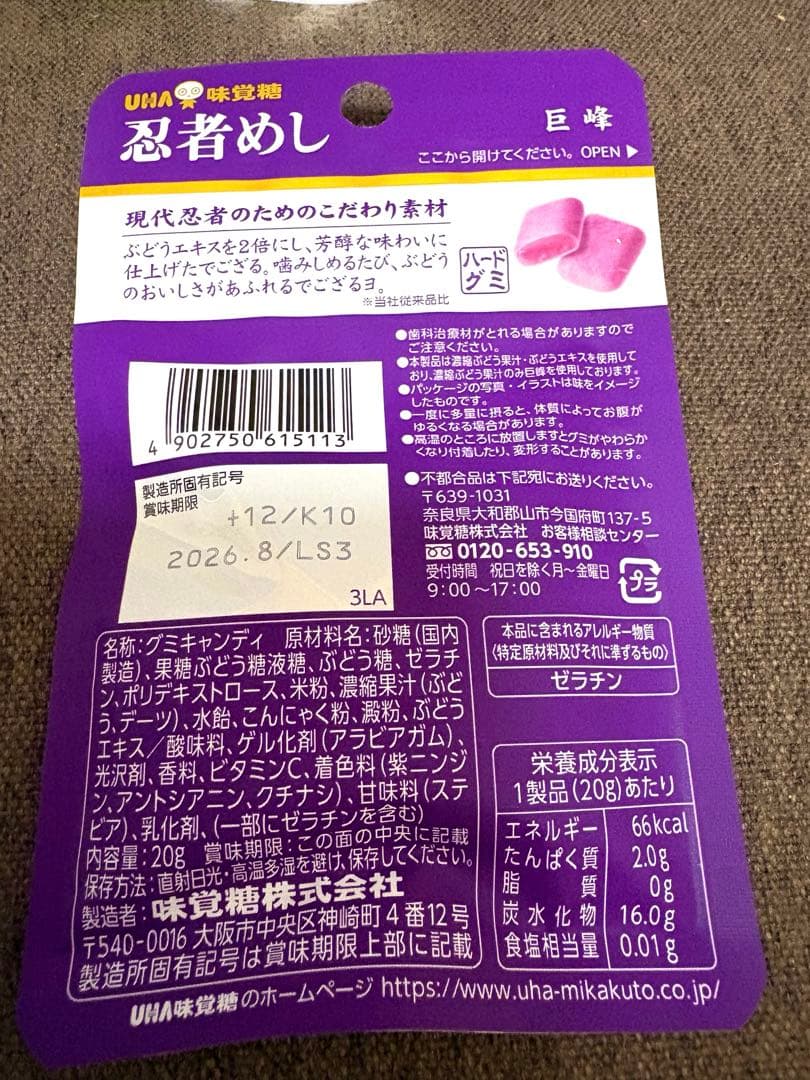 UHA味覚糖
忍者めし
巨峰
ここから開けてください。 OPEN ▶
現代忍者のためのこだわり素材
ぶどうエキスを2倍にし、芳醇な味わいに
仕上げたでござる。噛みしめるたび、ぶどう
のおいしさがあふれるでござるヨ。
※当社従来品比
ハード
グミ
●歯科治療材がとれる場合がありますので
ご注意ください。
●本製品は濃縮ぶどう果汁・ぶどうエキスを使用して
おり、濃縮ぶどう果汁のみ巨峰を使用しております。
●パッケージの写真・イラストは味をイメージ
したものです。
●一度に多量に摂ると、体質によってお腹が
ゆるくなる場合があります。
●高温のところに放置しますとグミがやわらか
くなり付着したり、変形することがあります。
4 902750 615113
製造所固有記号
賞味期限
+12/K10
2026.8/LS3
3LA
●不都合品は下記宛にお送りください。
〒639-1031
奈良県大和郡山市今国府町137-5
味覚糖株式会社 お客様相談センター
0120-653-910
受付時間 祝日を除く月～金曜日
9:00～17:00
プラ
名称:グミキャンディ 原材料名:砂糖(国内
製造)、果糖ぶどう糖液糖、ぶどう糖、ゼラチ
ン、ポリデキストロース、米粉、濃縮果汁(ぶど
う、デーツ)、水飴、こんにゃく粉、澱粉、ぶどう
エキス/酸味料、ゲル化剤(アラビアガム)、
光沢剤、香料、ビタミンC、着色料(紫ニンジ
ン、アントシアニン、クチナシ)、甘味料(ステ
ビア)、乳化剤、(一部にゼラチンを含む)
内容量:20g 賞味期限:この面の中央に記載
保存方法:直射日光・高温多湿を避け、保存してください。
製造者:味覚糖株式会社
〒540-0016 大阪市中央区神崎町4番12号
製造所固有記号は賞味期限上部に記載
本品に含まれるアレルギー物質
〈特定原材料及びそれに準ずるもの〉
ゼラチン
栄養成分表示
1製品(20g)あたり
エネルギー 66kcal
たんぱく質 2.0g
脂質 0g
炭水化物 16.0g
食塩相当量 0.01g
UHA味覚糖のホームページ https://www.uha-mikakuto.co.jp/